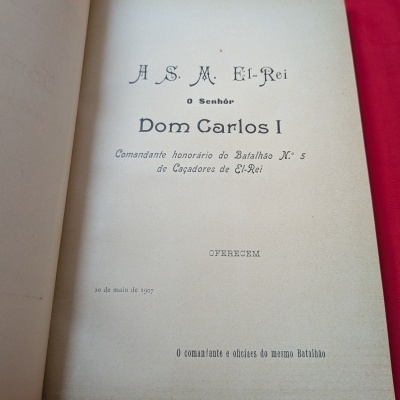 A S. M. El-Rei
O Senhôr
Dom Carlos I
Comandante honorário do Batalhão N.º 5
de Caçadores de El-Rei
OFERECEM
20 de maio de 1907
O comandante e oficiaes do mesmo Batalhão